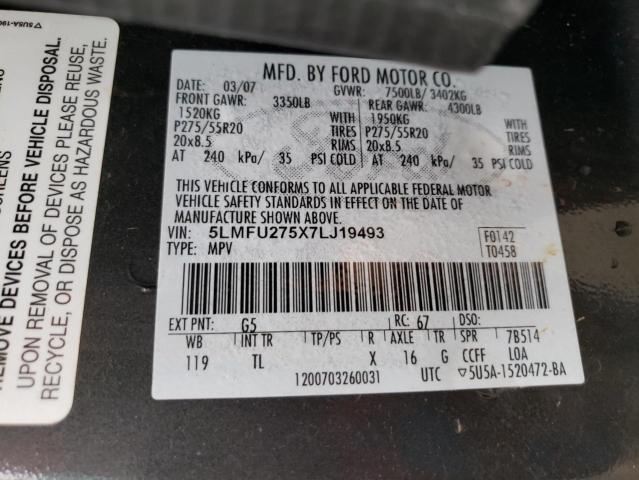 MFD. BY FORD MOTOR CO.
DATE: 03/07 GVWR: 7500LB/ 3402KG
FRONT GAWR: 3350LB REAR GAWR: 4300LB
1520KG WITH 1950KG WITH
P275/55R20 TIRES P275/55R20 TIRES
20x8.5 RIMS 20x8.5 RIMS
AT 240 kPa/ 35 PSI COLD AT 240 kPa/ 35 PSI COLD
THIS VEHICLE CONFORMS TO ALL APPLICABLE FEDERAL MOTOR
VEHICLE SAFETY STANDARDS IN EFFECT ON THE DATE OF
MANUFACTURE SHOWN ABOVE.
VIN: 5LMFU275X7LJ19493 F0142
TYPE: MPV T0458
EXT PNT: G5 RC: 67 DSO:
WB INT TR TP/PS R AXLE TR SPR 7B514
119 TL X 16 G CCFF LOA
1200703260031 UTC ▽5U5A-1520472-BA
REMOVE DEVICES BEFORE VEHICLE DISPOSAL.
UPON REMOVAL OF DEVICES PLEASE REUSE,
RECYCLE, OR DISPOSE AS HAZARDOUS WASTE.